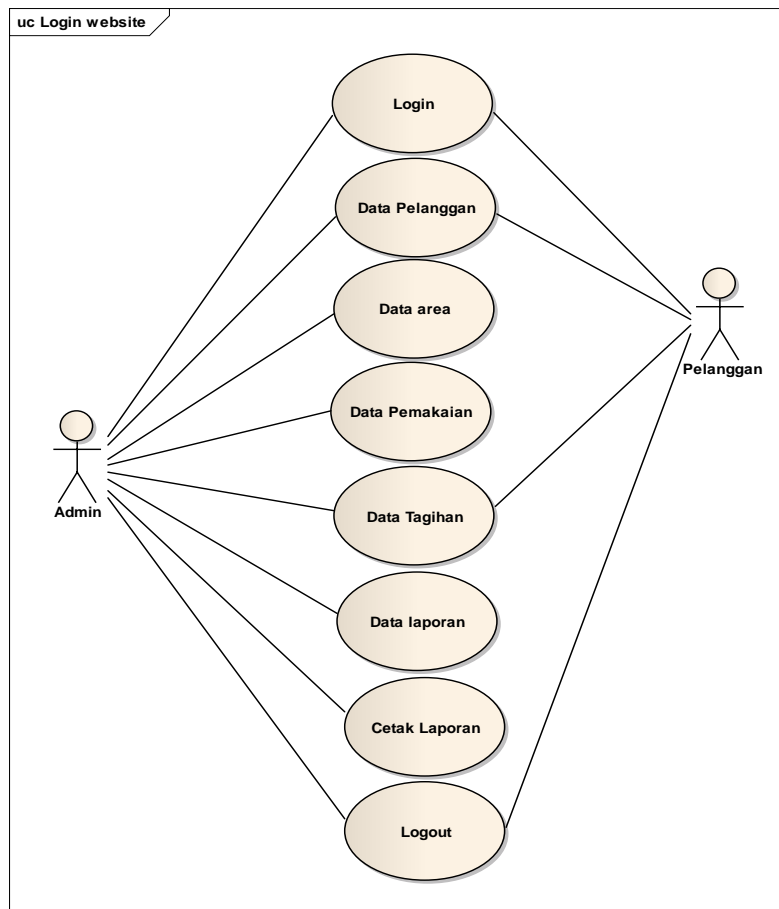 uc Login website
Login
Data Pelanggan
Data area
Pelanggan
Data Pemakaian
Admin
Data Tagihan
Data laporan
Cetak Laporan
Logout